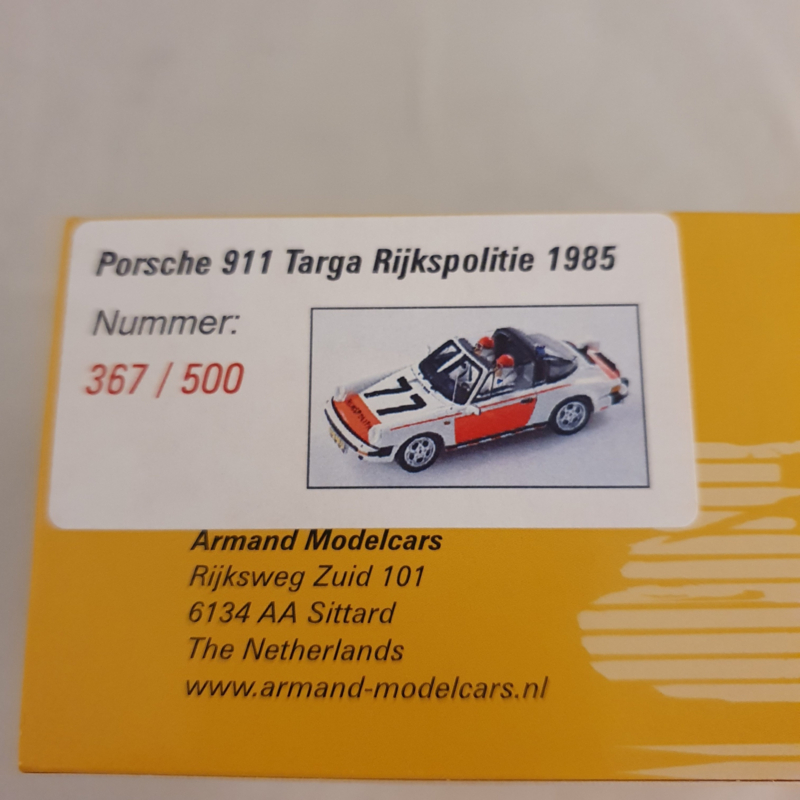 Porsche 911 Targa Rijkspolitie 1985
Nummer:
367 / 500
77
Armand Modelcars
Rijksweg Zuid 101
6134 AA Sittard
The Netherlands
www.armand-modelcars.nl